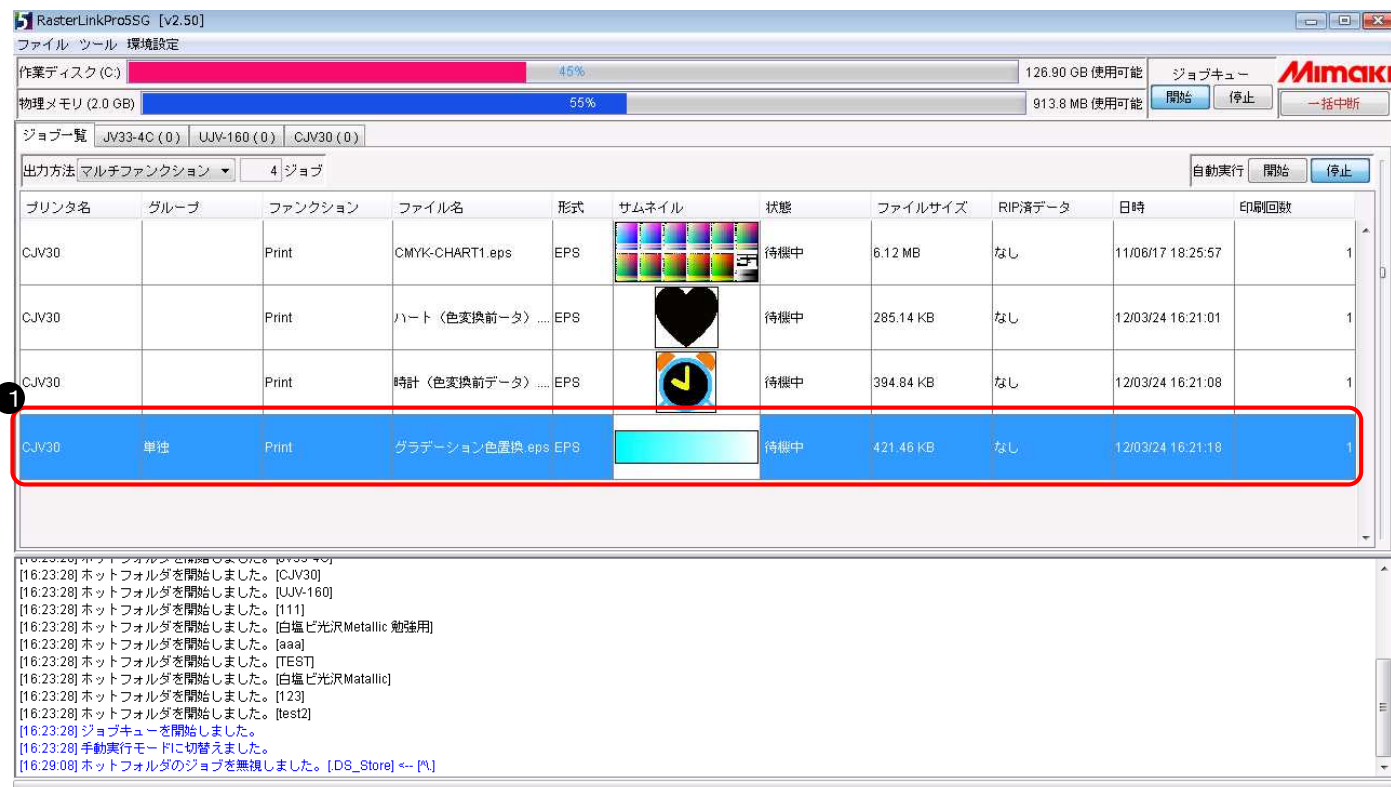 RasterLinkPro5SG [v2.50]
ファイル ツール 環境設定
作業ディスク(C:) 45% 126.90 GB 使用可能 ジョブキュー Mimaki
物理メモリ (2.0 GB) 55% 913.8 MB 使用可能 開始 停止 一括中断
ジョブ一覧 JV33-4C ( 0 ) UJV-160 ( 0 ) CJV30 ( 0 )
出力方法 マルチファンクション 4 ジョブ 自動実行 開始 停止
プリンタ名 グループ ファンクション ファイル名 形式 サムネイル 状態 ファイルサイズ RIP済データ 日時 印刷回数
CJV30 Print CMYK-CHART1.eps EPS 待機中 6.12 MB なし 11/06/17 18:25:57 1
CJV30 Print ハート（色変換前ータ）.... EPS 待機中 285.14 KB なし 12/03/24 16:21:01 1
CJV30 Print 時計（色変換前データ）.... EPS 待機中 394.84 KB なし 12/03/24 16:21:08 1
1
CJV30 単独 Print グラデーション色置換.eps EPS 待機中 421.46 KB なし 12/03/24 16:21:18 1
[16:23:28] ホットフォルダを開始しました。[JV33-4C]
[16:23:28] ホットフォルダを開始しました。[CJV30]
[16:23:28] ホットフォルダを開始しました。[UJV-160]
[16:23:28] ホットフォルダを開始しました。[111]
[16:23:28] ホットフォルダを開始しました。[白塩ビ光沢Metallic 勉強用]
[16:23:28] ホットフォルダを開始しました。[aaa]
[16:23:28] ホットフォルダを開始しました。[TEST]
[16:23:28] ホットフォルダを開始しました。[白塩ビ光沢Matallic]
[16:23:28] ホットフォルダを開始しました。[123]
[16:23:28] ホットフォルダを開始しました。[test2]
[16:23:28] ジョブキューを開始しました。
[16:23:28] 手動実行モードに切替えました。
[16:29:08] ホットフォルダのジョブを無視しました。[.DS_Store] <-- [^\.]